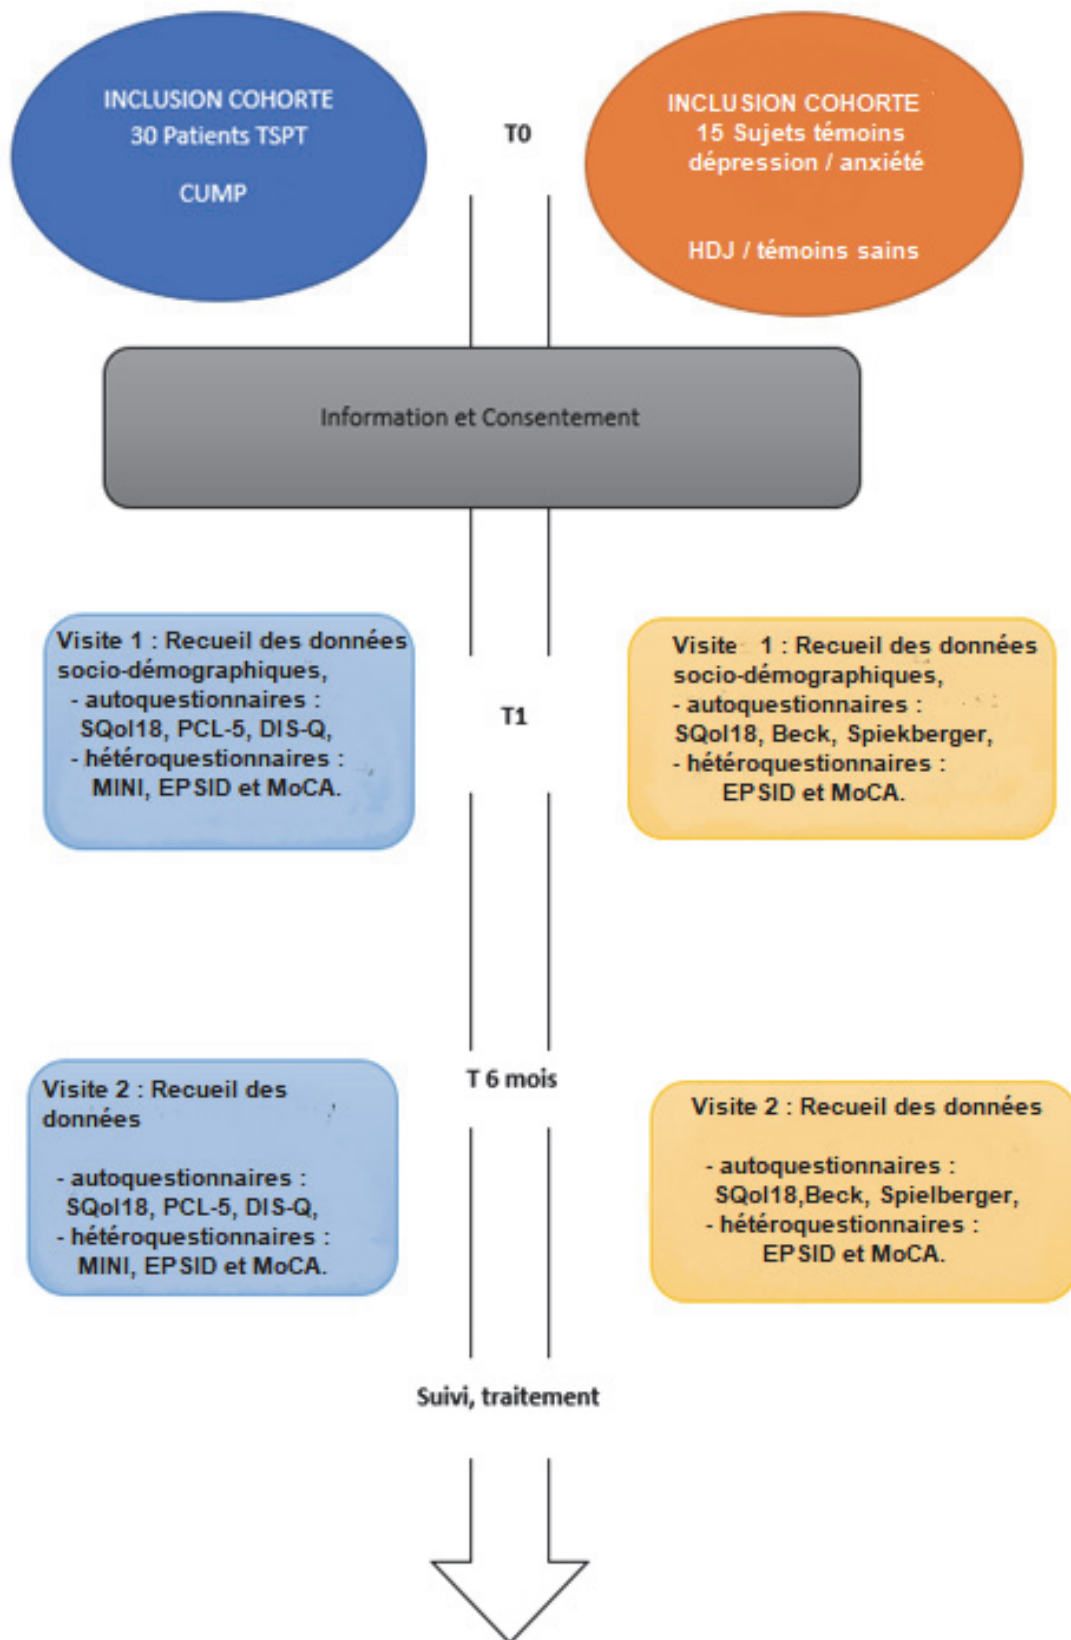 INCLUSION COHORTE
30 Patients TSPT
CUMP
T0
INCLUSION COHORTE
15 Sujets témoins
dépression / anxiété
HDJ / témoins sains
Information et Consentement
Visite 1 : Recueil des données
socio-démographiques,
- autoquestionnaires :
SQol18, PCL-5, DIS-Q,
- hétéroquestionnaires :
MINI, EPSID et MoCA.
T1
Visite 1 : Recueil des données
socio-démographiques,
- autoquestionnaires :
SQol18, Beck, Spiekberger,
- hétéroquestionnaires :
EPSID et MoCA.
T 6 mois
Visite 2 : Recueil des
données
- autoquestionnaires :
SQol18, PCL-5, DIS-Q,
- hétéroquestionnaires :
MINI, EPSID et MoCA.
Visite 2 : Recueil des données
- autoquestionnaires :
SQol18,Beck, Spielberger,
- hétéroquestionnaires :
EPSID et MoCA.
Suivi, traitement